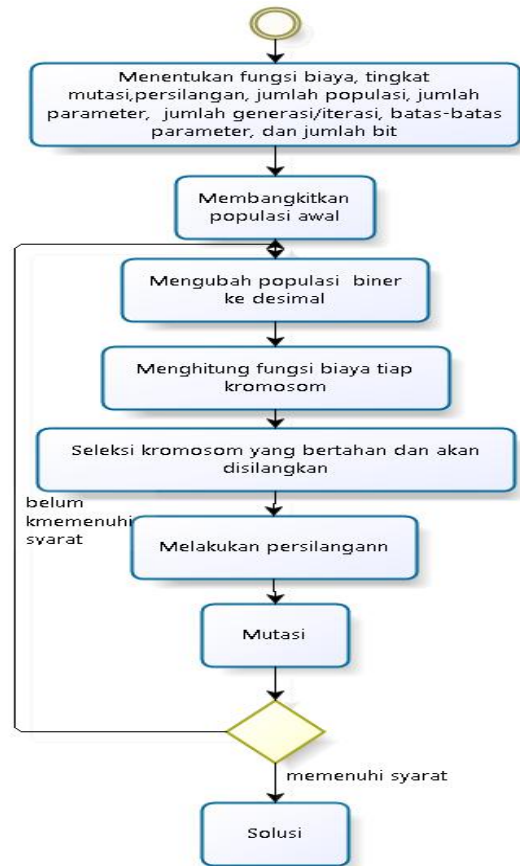 Menentukan fungsi biaya, tingkat
mutasi,persilangan, jumlah populasi, jumlah
parameter,  jumlah generasi/iterasi, batas-batas
parameter, dan jumlah bit
Membangkitkan
populasi awal
Mengubah populasi  biner
ke desimal
Menghitung fungsi biaya tiap
kromosom
Seleksi kromosom yang bertahan dan akan
disilangkan
belum
kmemenuhi
syarat
Melakukan persilangann
Mutasi
memenuhi syarat
Solusi